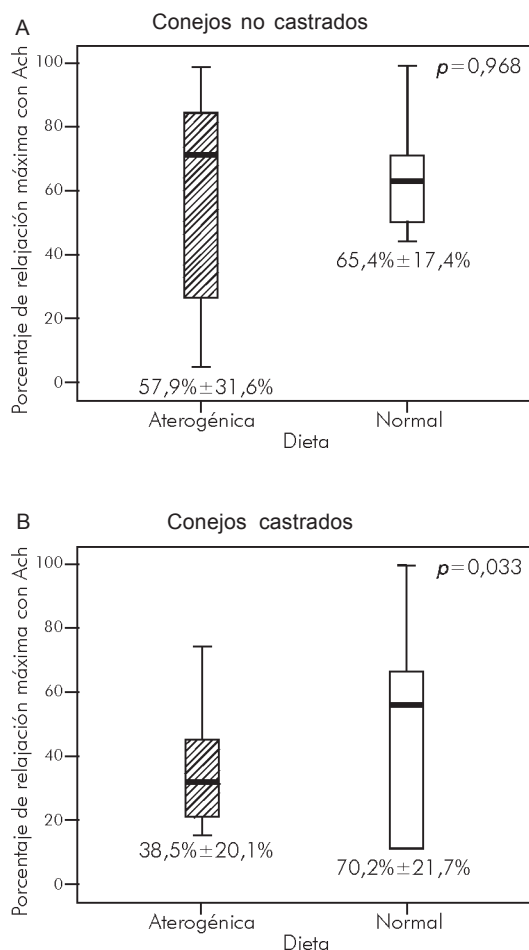 A
Conejos no castrados
Porcentaje de relajación máxima con Ach
100
80
60
40
20
0
p=0,968
65,4%±17,4%
57,9%±31,6%
Aterogénica
Normal
Dieta
B
Conejos castrados
Porcentaje de relajación máxima con Ach
100
80
60
40
20
0
p=0,033
38,5%±20,1%
70,2%±21,7%
Aterogénica
Normal
Dieta